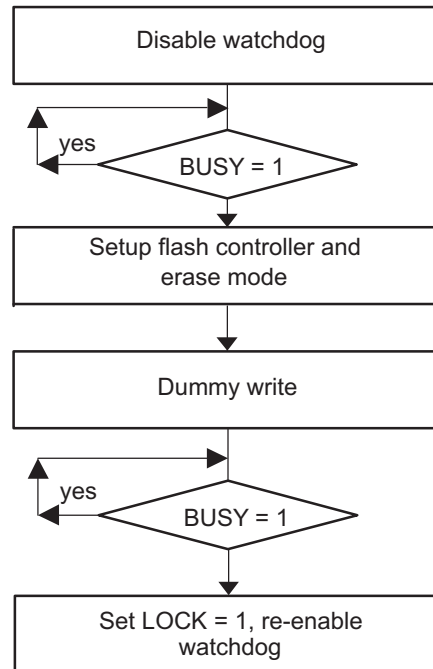 Disable watchdog
yes
BUSY = 1
Setup flash controller and
erase mode
Dummy write
yes
BUSY = 1
Set LOCK = 1, re-enable
watchdog